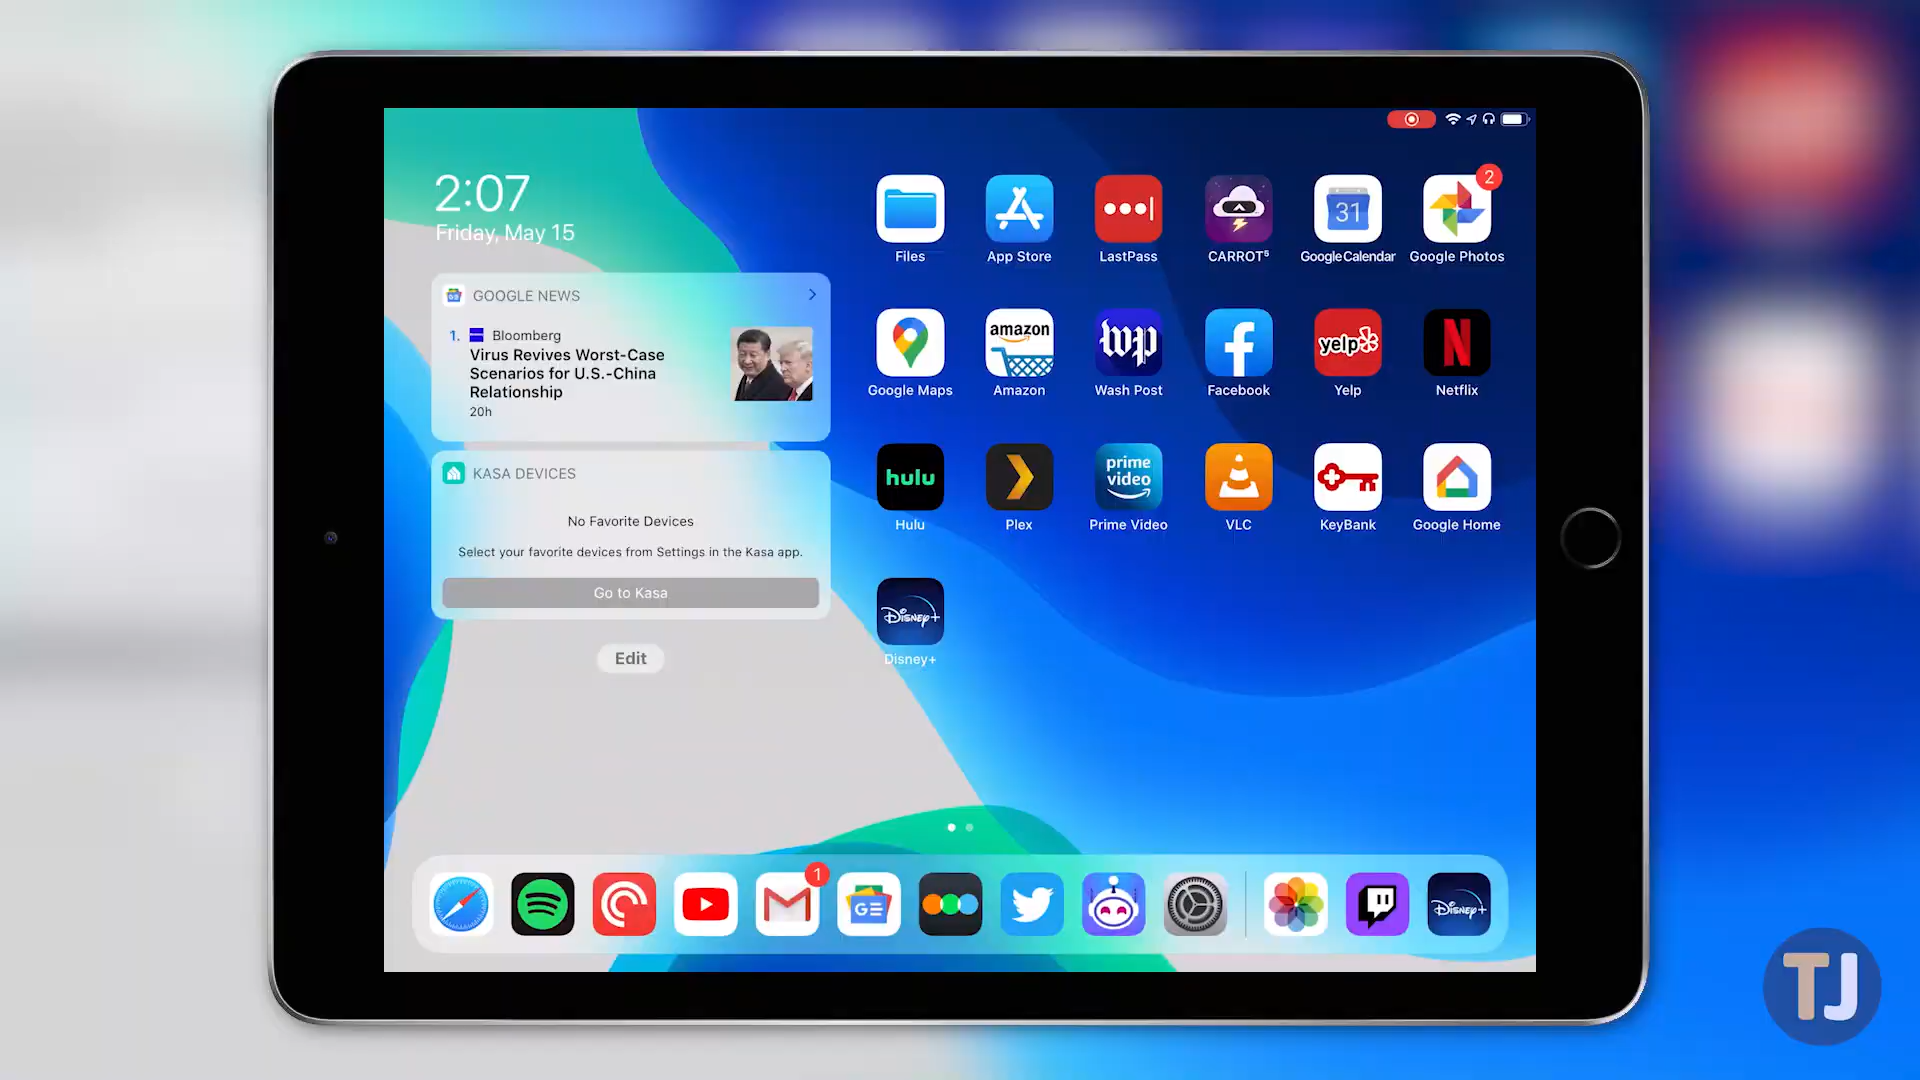 2:07
Friday, May 15
GOOGLE NEWS
1. Bloomberg
Virus Revives Worst-Case
Scenarios for U.S.-China
Relationship
20h
KASA DEVICES
No Favorite Devices
Select your favorite devices from Settings in the Kasa app.
Go to Kasa
Edit
31
2
Files
App Store
LastPass
CARROT⁵
Google Calendar
Google Photos
amazon
wp
yelp
N
Google Maps
Amazon
Wash Post
Facebook
Yelp
Netflix
hulu
prime
video
Hulu
Plex
Prime Video
VLC
KeyBank
Google Home
Disney+
Disney+
1
GE
Disney+
TJ